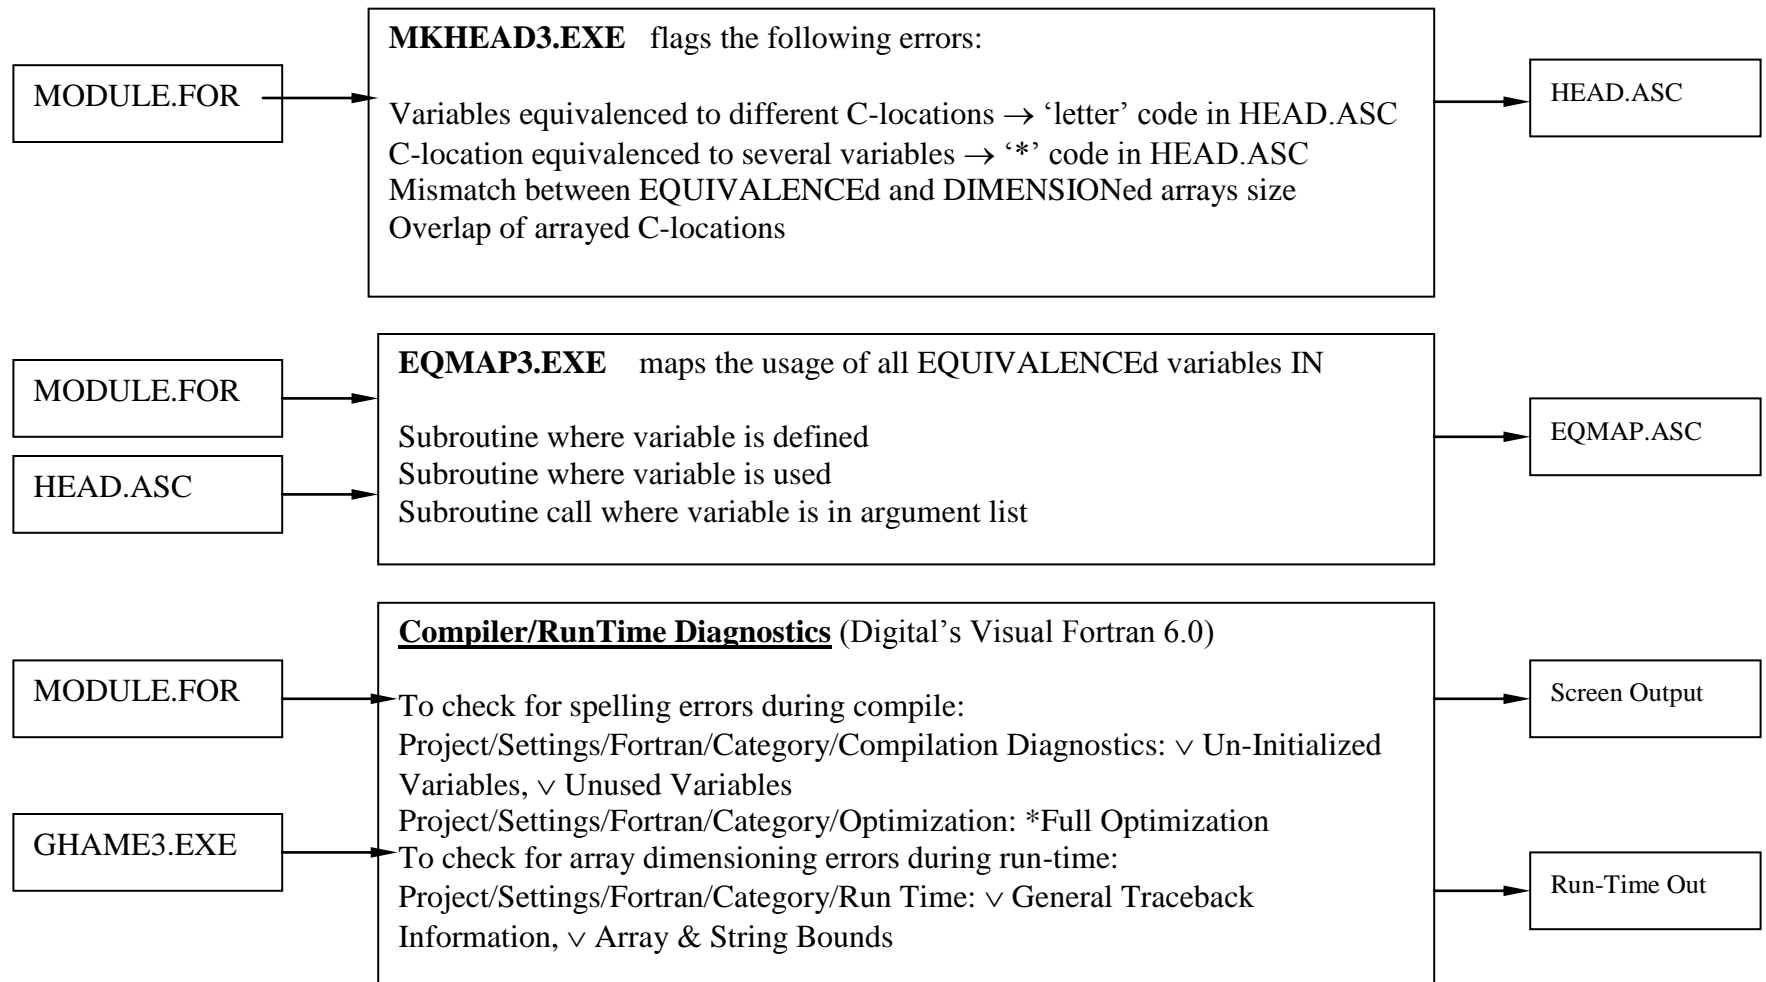 MKHEAD3.EXE flags the following errors:
MODULE.FOR
HEAD.ASC
Variables equivalenced to different C-locations → ‘letter’ code in HEAD.ASC
C-location equivalenced to several variables → ‘*’ code in HEAD.ASC
Mismatch between EQUIVALENCEd and DIMENSIONed arrays size
Overlap of arrayed C-locations
EQMAP3.EXE maps the usage of all EQUIVALENCEd variables IN
MODULE.FOR
EQMAP.ASC
Subroutine where variable is defined
Subroutine where variable is used
HEAD.ASC
Subroutine call where variable is in argument list
Compiler/RunTime Diagnostics (Digital’s Visual Fortran 6.0)
MODULE.FOR
Screen Output
To check for spelling errors during compile:
Project/Settings/Fortran/Category/Compilation Diagnostics: ∨ Un-Initialized
Variables, ∨ Unused Variables
Project/Settings/Fortran/Category/Optimization: *Full Optimization
GHAME3.EXE
To check for array dimensioning errors during run-time:
Project/Settings/Fortran/Category/Run Time: ∨ General Traceback
Run-Time Out
Information, ∨ Array & String Bounds